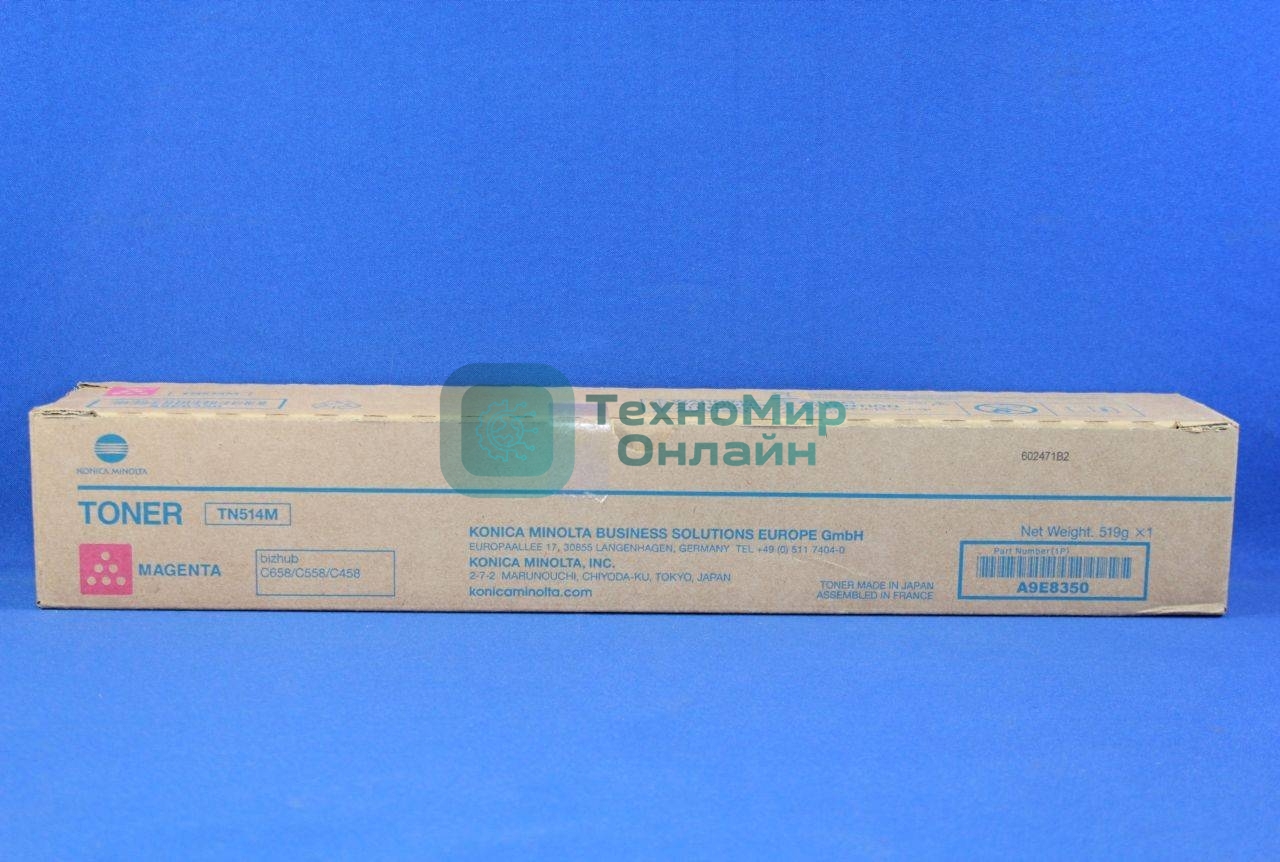 ТехноМир
Онлайн
KONICA MINOLTA
602471B2
TONER TN514M
MAGENTA
bizhub
C658/C558/C458
KONICA MINOLTA BUSINESS SOLUTIONS EUROPE GmbH
EUROPAALLEE 17, 30855 LANGENHAGEN, GERMANY TEL +49 (0) 511 7404-0
KONICA MINOLTA, INC.
2-7-2 MARUNOUCHI, CHIYODA-KU, TOKYO, JAPAN
konicaminolta.com
TONER MADE IN JAPAN
ASSEMBLED IN FRANCE
Net Weight. 519g ×1
Part Number(1P)
A9E8350